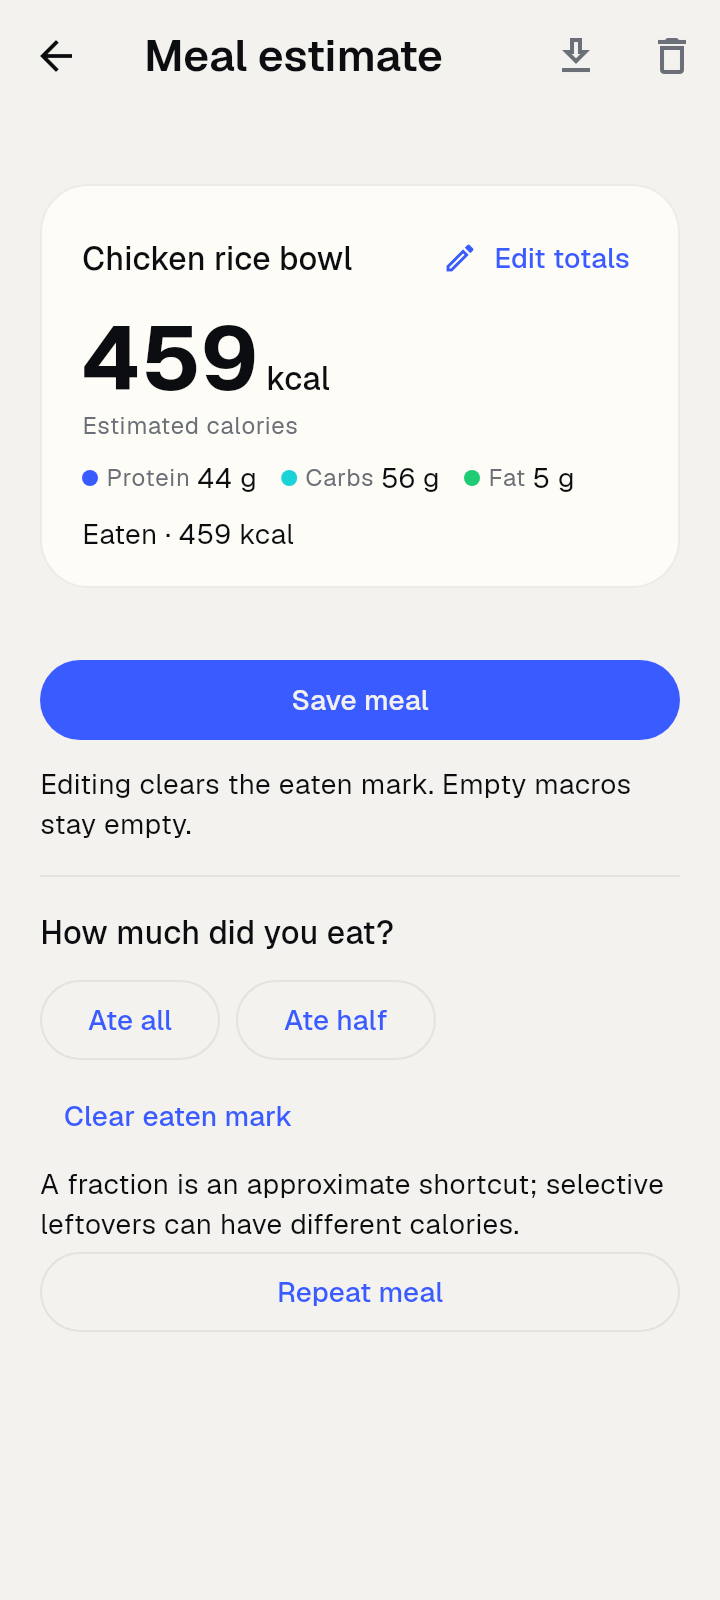 Meal estimate
Chicken rice bowl
Edit totals
459 kcal
Estimated calories
Protein 44 g Carbs 56 g Fat 5 g
Eaten · 459 kcal
Save meal
Editing clears the eaten mark. Empty macros
stay empty.
How much did you eat?
Ate all
Ate half
Clear eaten mark
A fraction is an approximate shortcut; selective
leftovers can have different calories.
Repeat meal